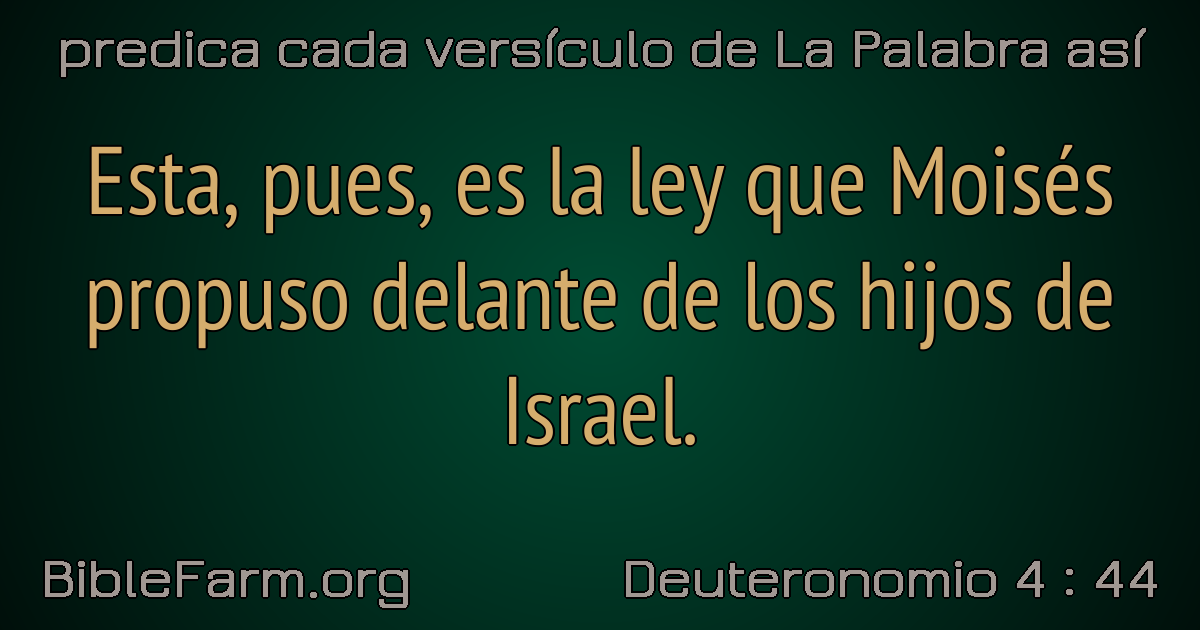 predica cada versículo de La Palabra así
Esta, pues, es la ley que Moisés
propuso delante de los hijos de
Israel.
BibleFarm.org
Deuteronomio 4 : 44